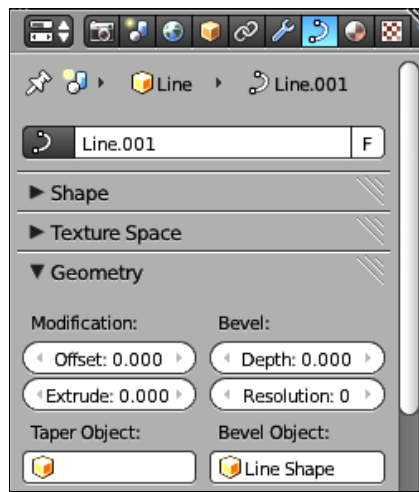 Line Line.001
Line.001 F
Shape
Texture Space
Geometry
Modification: Bevel:
Offset: 0.000 Depth: 0.000
Extrude: 0.000 Resolution: 0
Taper Object: Bevel Object:
Line Shape